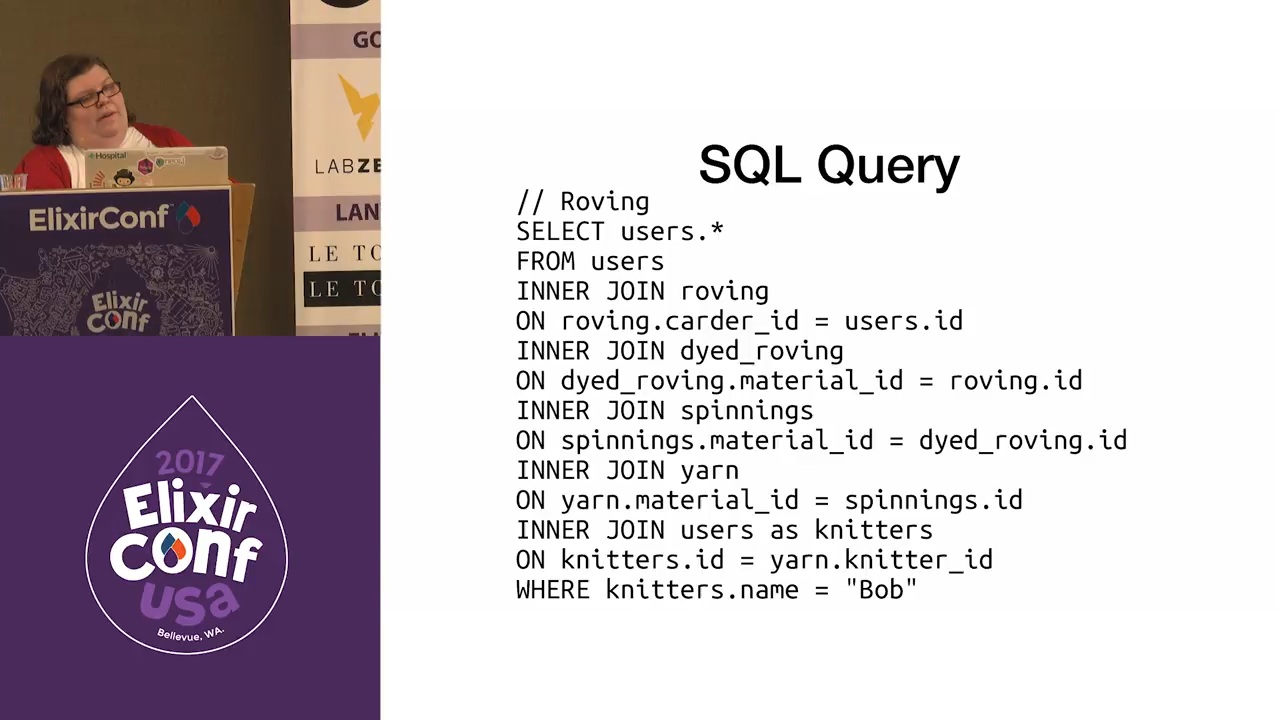 GO
LABZE
LAN
LE TO
LE TO
Hospital
ElixirConf
Elixir
Conf
2017
Elixir
Conf
USA
Bellevue, WA.
SQL Query
// Roving
SELECT users.*
FROM users
INNER JOIN roving
ON roving.carder_id = users.id
INNER JOIN dyed_roving
ON dyed_roving.material_id = roving.id
INNER JOIN spinnings
ON spinnings.material_id = dyed_roving.id
INNER JOIN yarn
ON yarn.material_id = spinnings.id
INNER JOIN users as knitters
ON knitters.id = yarn.knitter_id
WHERE knitters.name = "Bob"